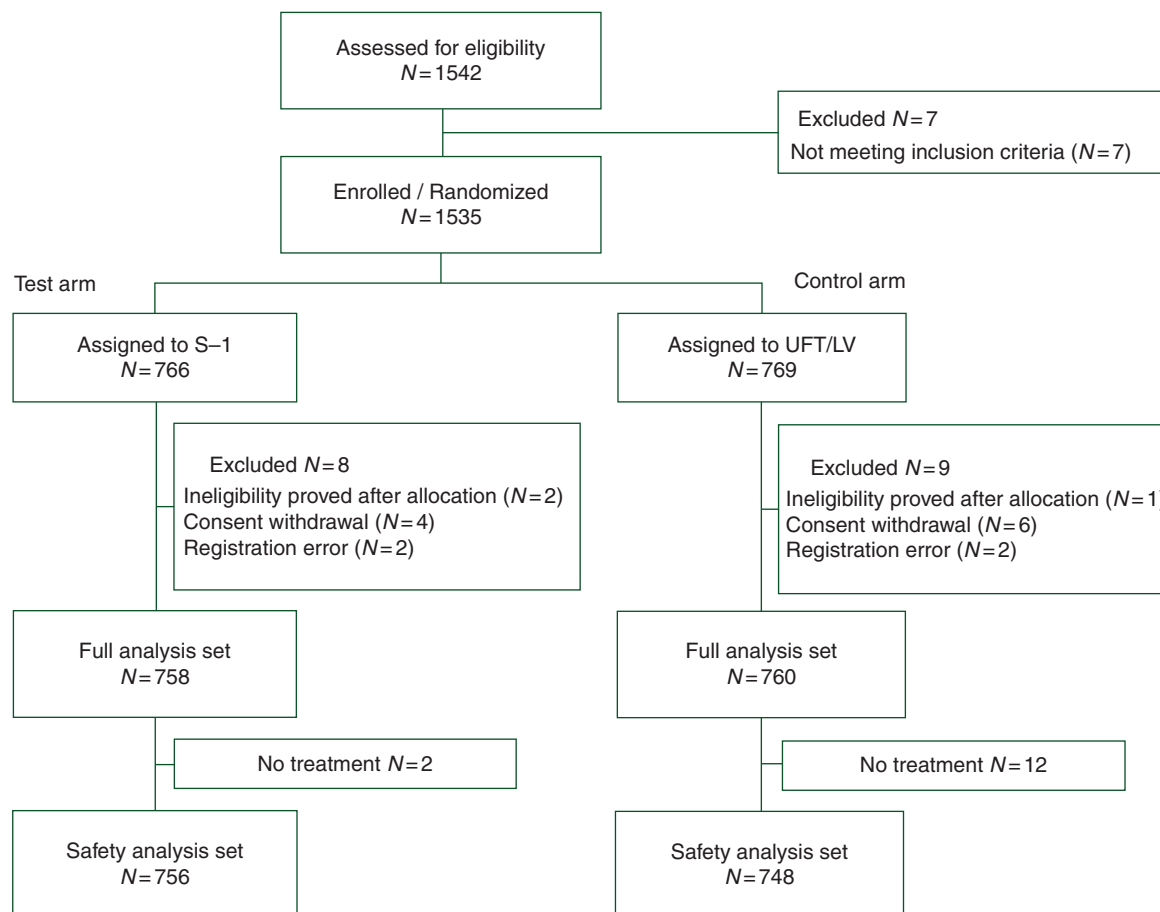 Assessed for eligibility
N=1542
Excluded N=7
Not meeting inclusion criteria (N=7)
Enrolled / Randomized
N=1535
Test arm
Control arm
Assigned to S–1
N=766
Assigned to UFT/LV
N=769
Excluded N=8
Ineligibility proved after allocation (N=2)
Consent withdrawal (N=4)
Registration error (N=2)
Excluded N=9
Ineligibility proved after allocation (N=1)
Consent withdrawal (N=6)
Registration error (N=2)
Full analysis set
N=758
Full analysis set
N=760
No treatment N=2
No treatment N=12
Safety analysis set
N=756
Safety analysis set
N=748